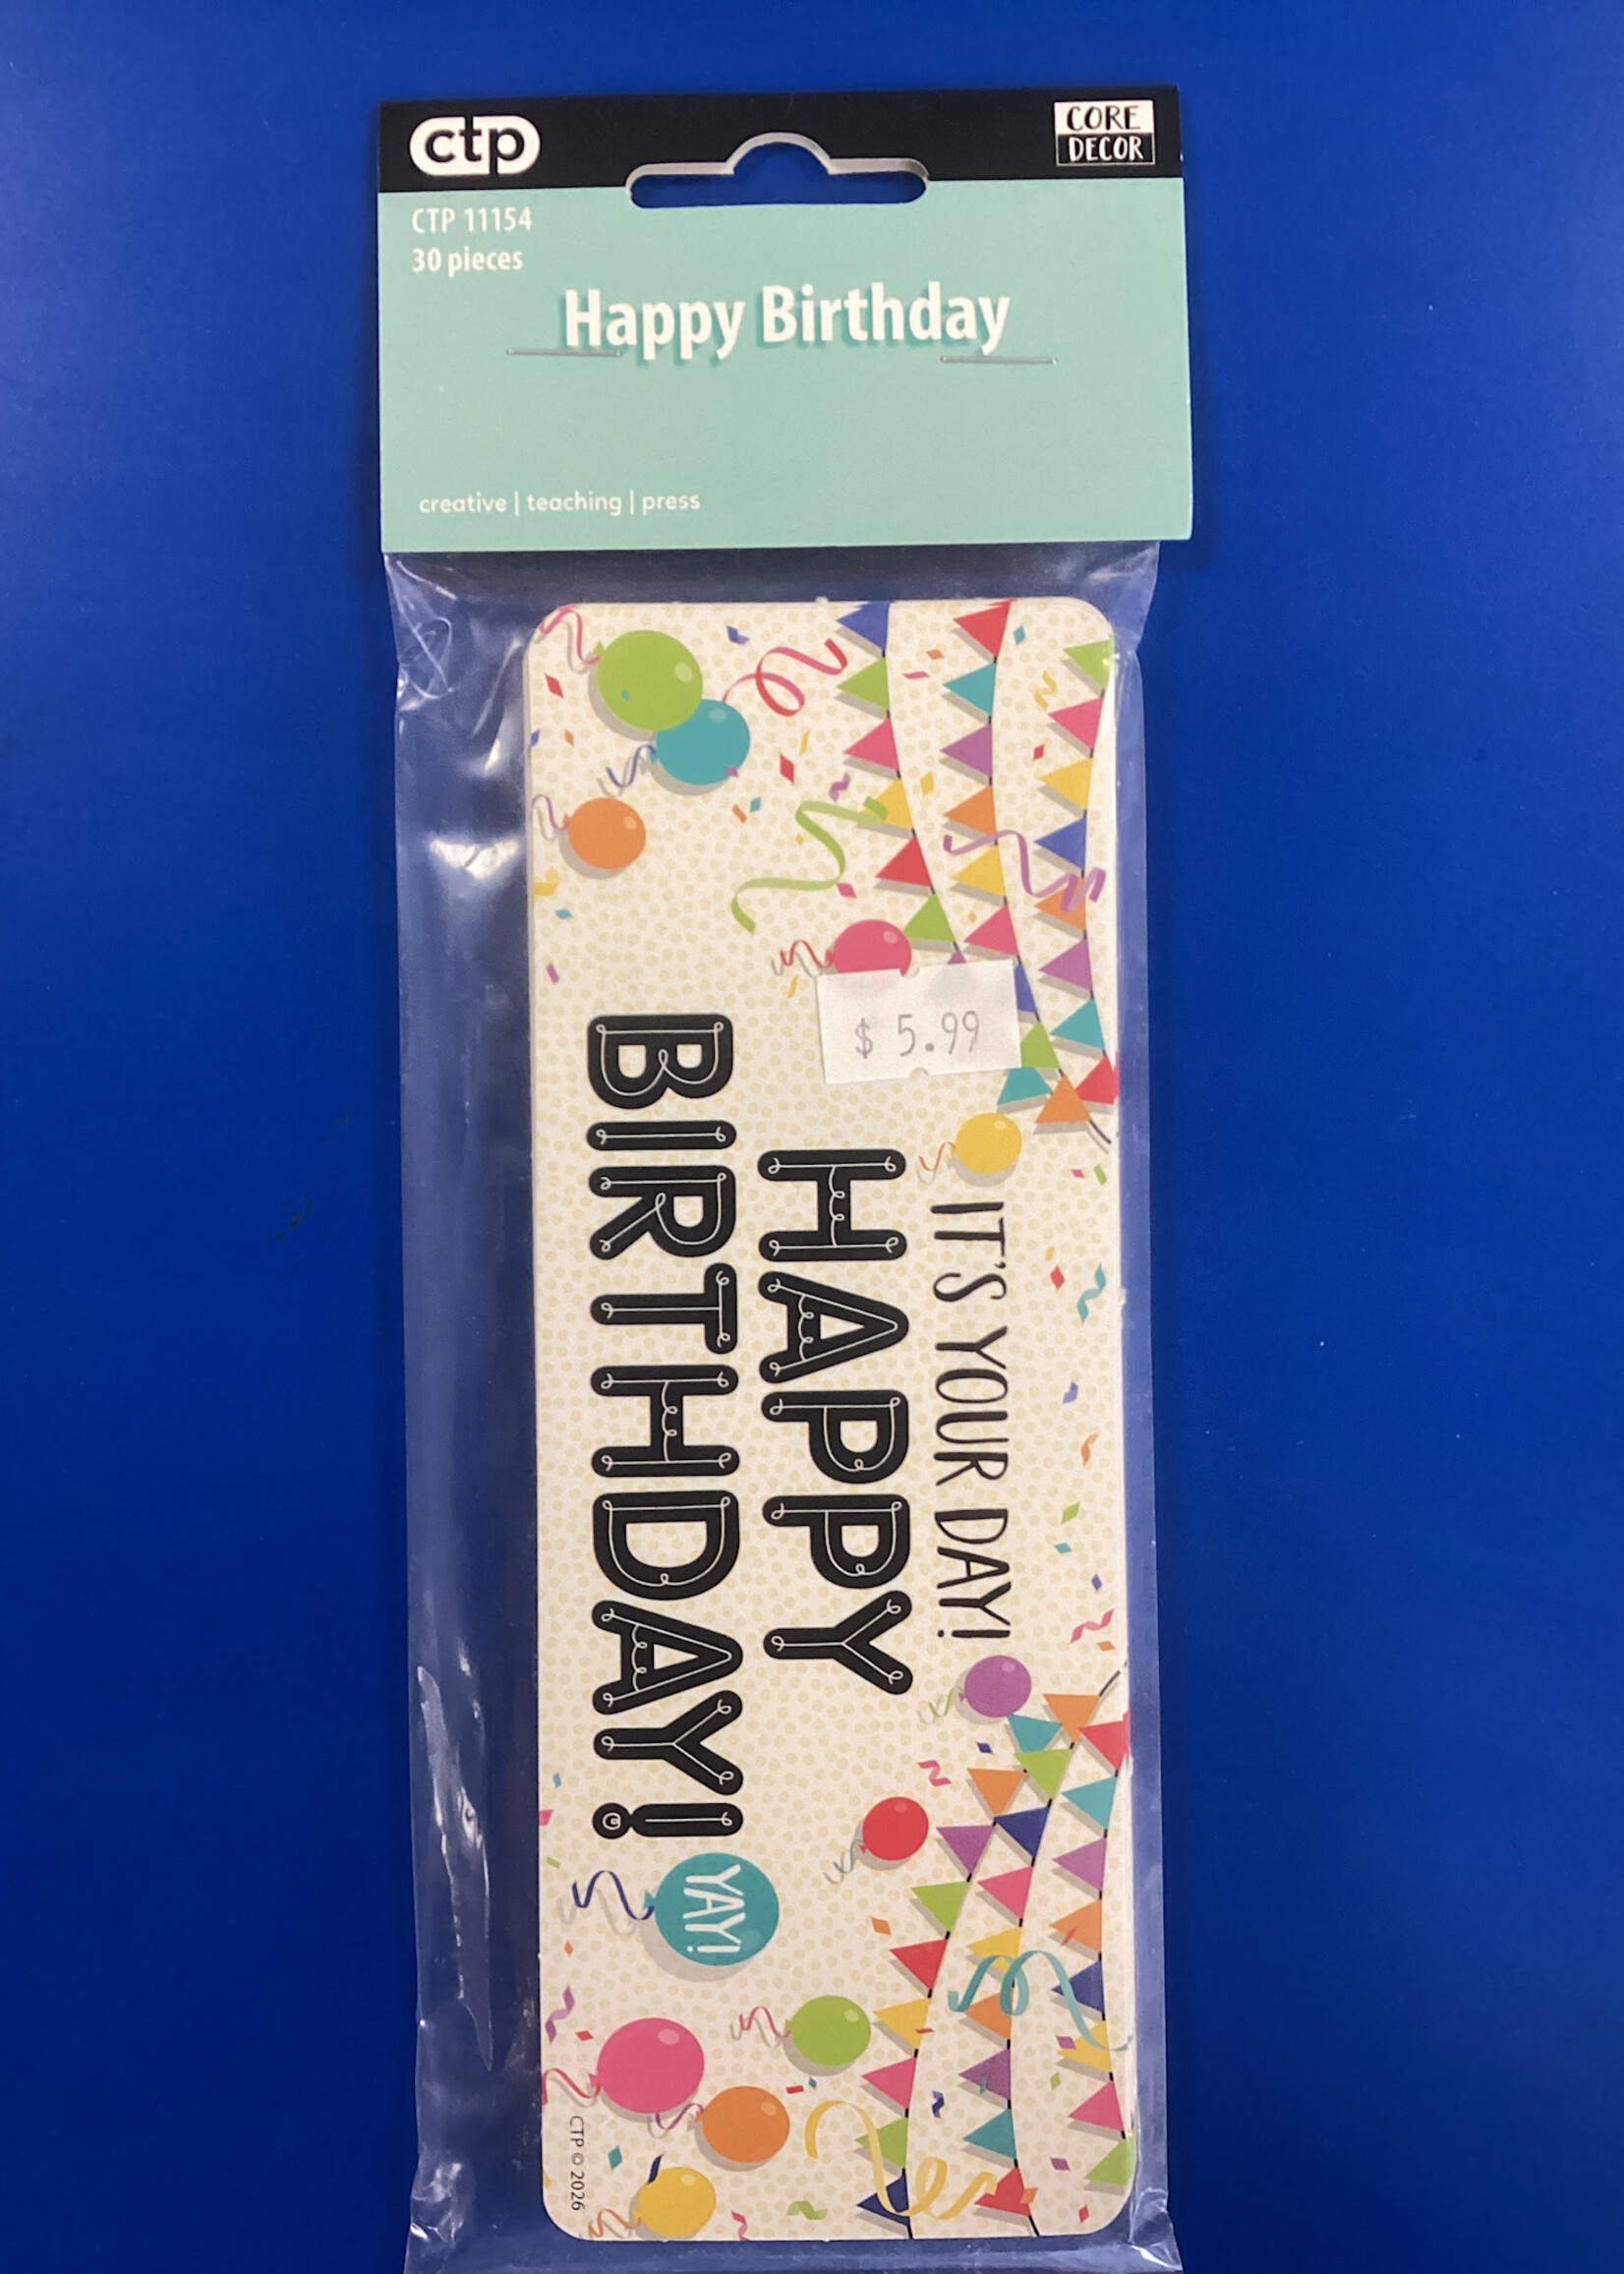 ctp
CORE
DECOR
CTP 11154
30 pieces
Happy Birthday
creative | teaching | press
$ 5.99
IT'S YOUR DAY!
HAPPY
BIRTHDAY!
YAY!
CTP © 2026